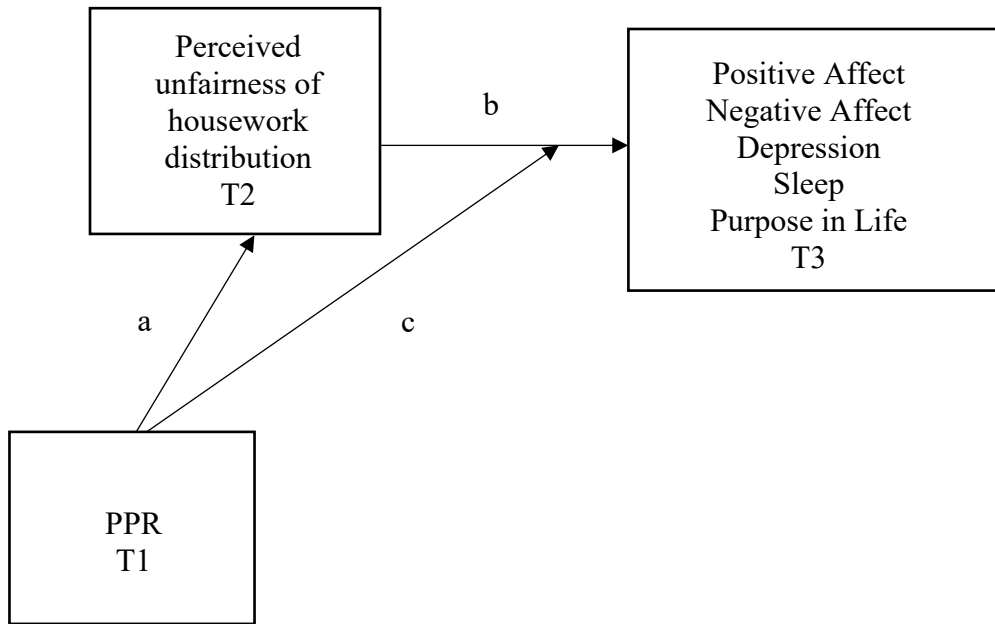 Perceived
unfairness of
housework
distribution
T2
b
Positive Affect
Negative Affect
Depression
Sleep
Purpose in Life
T3
a
c
PPR
T1